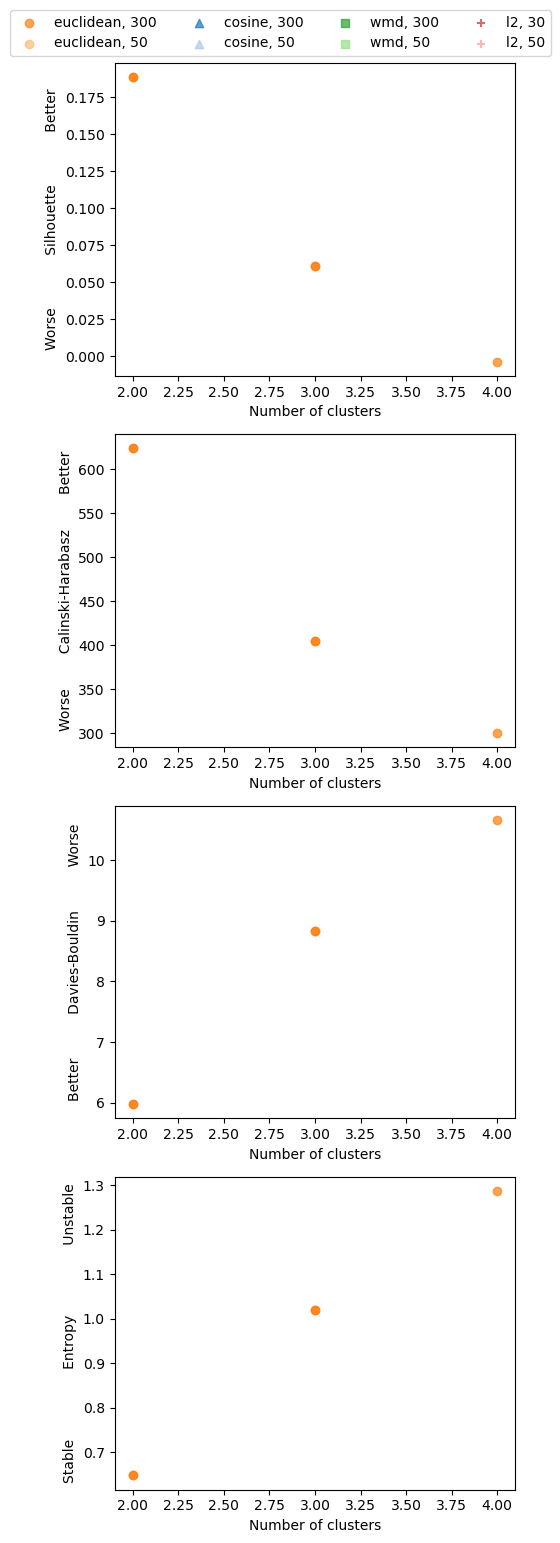 euclidean, 300 cosine, 300 wmd, 300 l2, 30
euclidean, 50 cosine, 50 wmd, 50 l2, 50
Worse Silhouette Better
0.175
0.150
0.125
0.100
0.075
0.050
0.025
0.000
2.00 2.25 2.50 2.75 3.00 3.25 3.50 3.75 4.00
Number of clusters
Worse Calinski-Harabasz Better
600
550
500
450
400
350
300
2.00 2.25 2.50 2.75 3.00 3.25 3.50 3.75 4.00
Number of clusters
Better Davies-Bouldin Worse
10
9
8
7
6
2.00 2.25 2.50 2.75 3.00 3.25 3.50 3.75 4.00
Number of clusters
Stable Entropy Unstable
1.3
1.2
1.1
1.0
0.9
0.8
0.7
2.00 2.25 2.50 2.75 3.00 3.25 3.50 3.75 4.00
Number of clusters